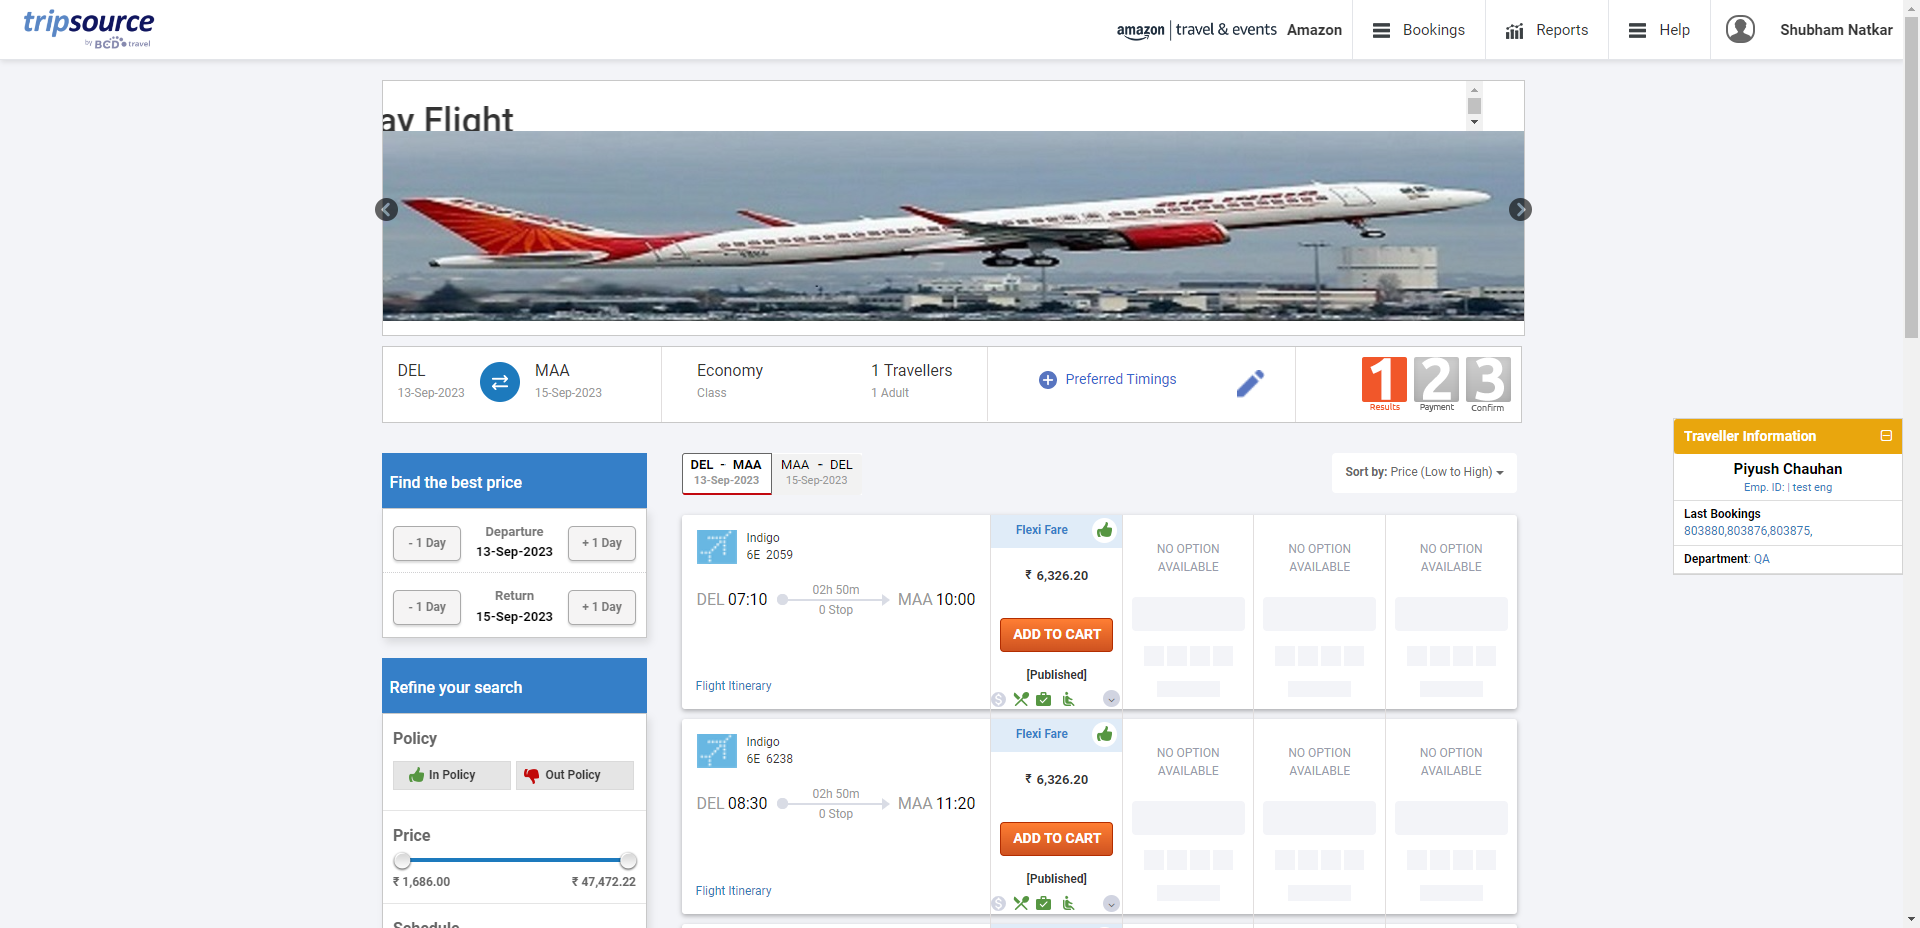 tripsource
by BCD travel
amazon | travel & events Amazon
Bookings
Reports
Help
Shubham Natkar
ay Flight
AIR INDIA
DEL
13-Sep-2023
MAA
15-Sep-2023
Economy
Class
1 Travellers
1 Adult
Preferred Timings
1 2 3
Results Payment Confirm
Traveller Information
Piyush Chauhan
Emp. ID: | test eng
Last Bookings
803880,803876,803875,
Department: QA
Find the best price
- 1 Day
Departure
13-Sep-2023
+ 1 Day
- 1 Day
Return
15-Sep-2023
+ 1 Day
Refine your search
Policy
In Policy
Out Policy
Price
₹ 1,686.00
₹ 47,472.22
Schedule
DEL - MAA
13-Sep-2023
MAA - DEL
15-Sep-2023
Sort by: Price (Low to High)
Indigo
6E 2059
DEL 07:10
02h 50m
0 Stop
MAA 10:00
Flight Itinerary
Flexi Fare
₹ 6,326.20
ADD TO CART
[Published]
NO OPTION
AVAILABLE
NO OPTION
AVAILABLE
NO OPTION
AVAILABLE
Indigo
6E 6238
DEL 08:30
02h 50m
0 Stop
MAA 11:20
Flight Itinerary
Flexi Fare
₹ 6,326.20
ADD TO CART
[Published]
NO OPTION
AVAILABLE
NO OPTION
AVAILABLE
NO OPTION
AVAILABLE